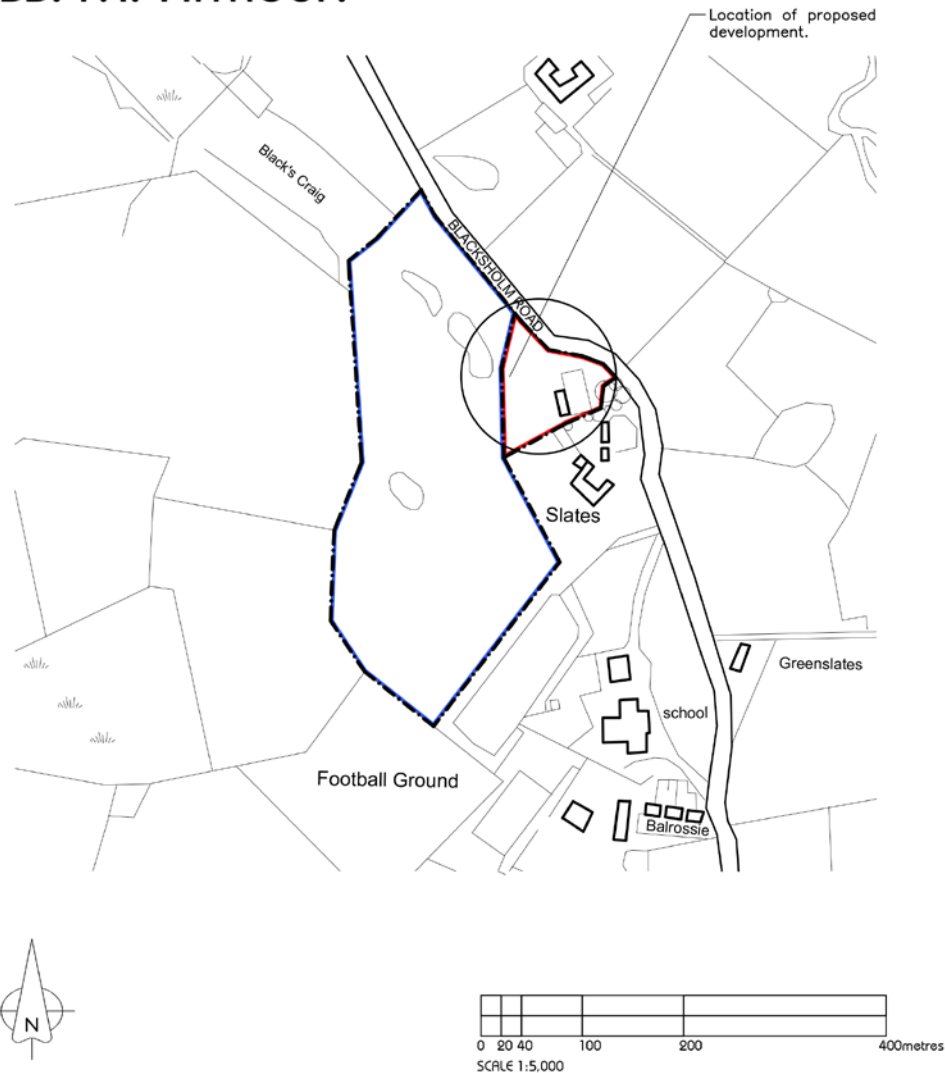 Location of proposed
development.
Black's Craig
BLACKSHOLM ROAD
Slates
Greenslates
school
Football Ground
Balrossie
N
0 20 40 100 200 400metres
SCALE 1:5,000